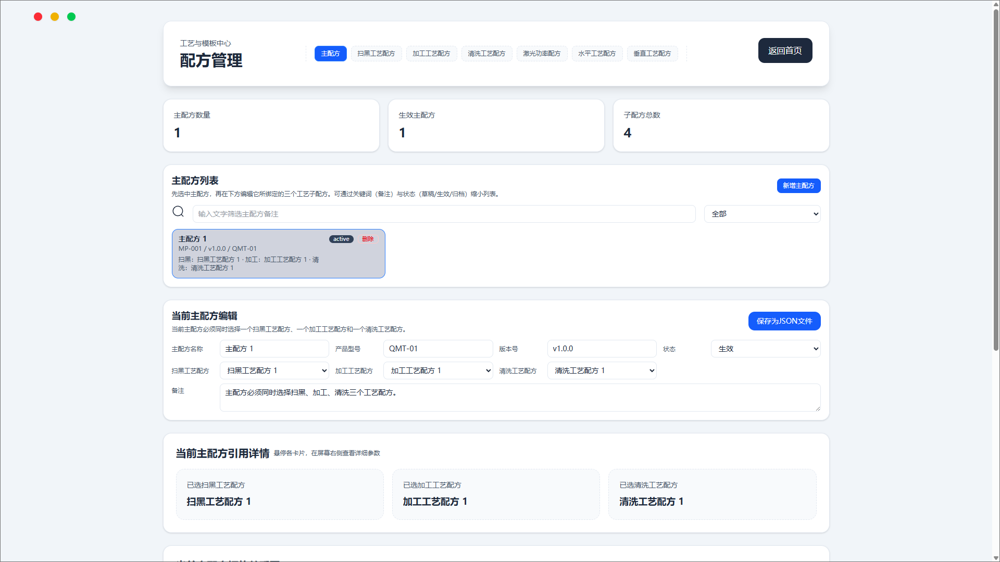 工艺与模板中心
配方管理
主配方
扫黑工艺配方
加工工艺配方
清洗工艺配方
激光功率配方
水平工艺配方
垂直工艺配方
返回首页
主配方数量
1
生效主配方
1
子配方总数
4
主配方列表
先选中主配方，再在下方编辑它所绑定的三个工艺子配方。可通过关键词（备注）与状态（草稿/生效/归档）缩小列表。
新增主配方
输入文字筛选主配方备注
全部
主配方 1
active
删除
MP-001 / v1.0.0 / QMT-01
扫黑：扫黑工艺配方 1 · 加工：加工工艺配方 1 · 清
洗：清洗工艺配方 1
当前主配方编辑
当前主配方必须同时选择一个扫黑工艺配方、一个加工工艺配方和一个清洗工艺配方。
保存为JSON文件
主配方名称 主配方 1 产品型号 QMT-01 版本号 v1.0.0 状态 生效
扫黑工艺配方 扫黑工艺配方 1 加工工艺配方 加工工艺配方 1 清洗工艺配方 清洗工艺配方 1
备注 主配方必须同时选择扫黑、加工、清洗三个工艺配方。
当前主配方引用详情 悬停各卡片，在屏幕右侧查看详细参数
已选扫黑工艺配方
扫黑工艺配方 1
已选加工工艺配方
加工工艺配方 1
已选清洗工艺配方
清洗工艺配方 1